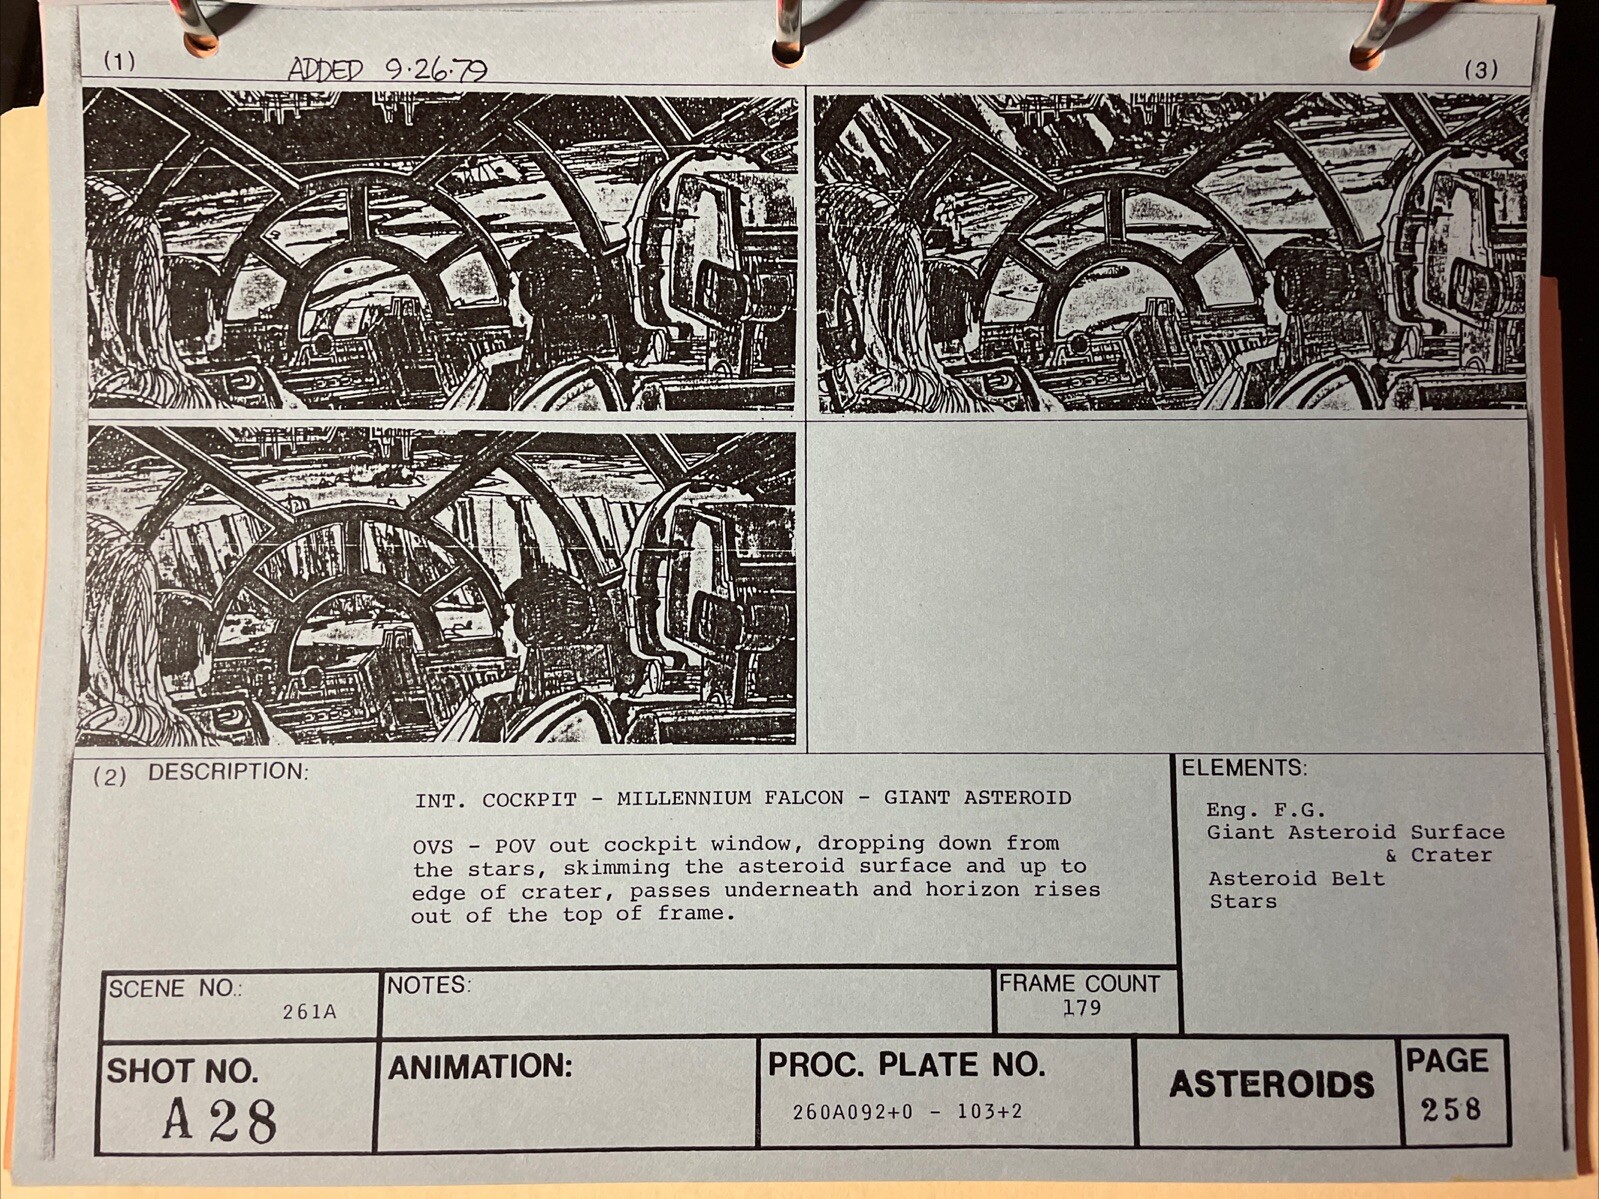 (1)
ADDED 9·26·79
(3)
(2) DESCRIPTION:
INT. COCKPIT - MILLENNIUM FALCON - GIANT ASTEROID
OVS - POV out cockpit window, dropping down from
the stars, skimming the asteroid surface and up to
edge of crater, passes underneath and horizon rises
out of the top of frame.
ELEMENTS:
Eng. F.G.
Giant Asteroid Surface
& Crater
Asteroid Belt
Stars
SCENE NO.:
261A
NOTES:
FRAME COUNT
179
SHOT NO.
A 28
ANIMATION:
PROC. PLATE NO.
260A092+0 - 103+2
ASTEROIDS
PAGE
258